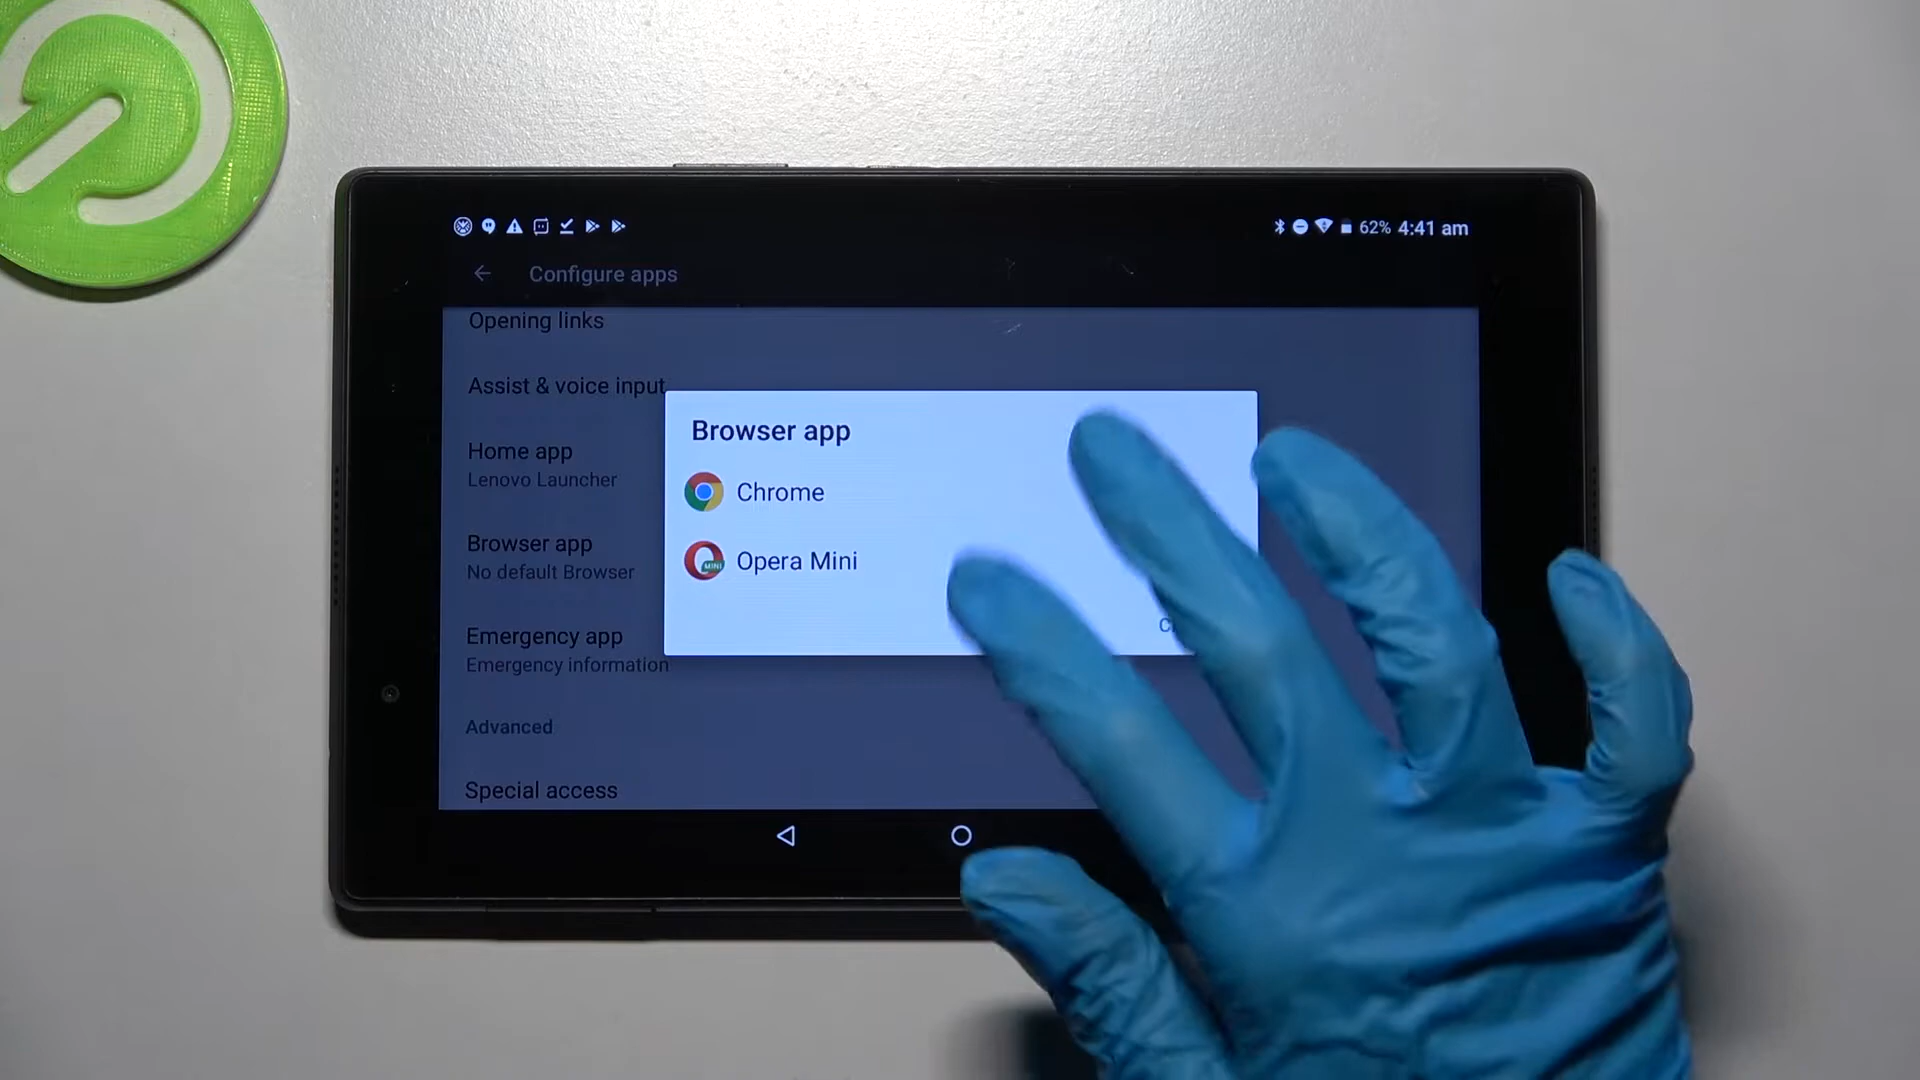 62% 4:41 am
Configure apps
Opening links
Assist & voice input
Home app
Lenovo Launcher
Browser app
No default Browser
Emergency app
Emergency information
Advanced
Special access
Browser app
Chrome
MINI Opera Mini